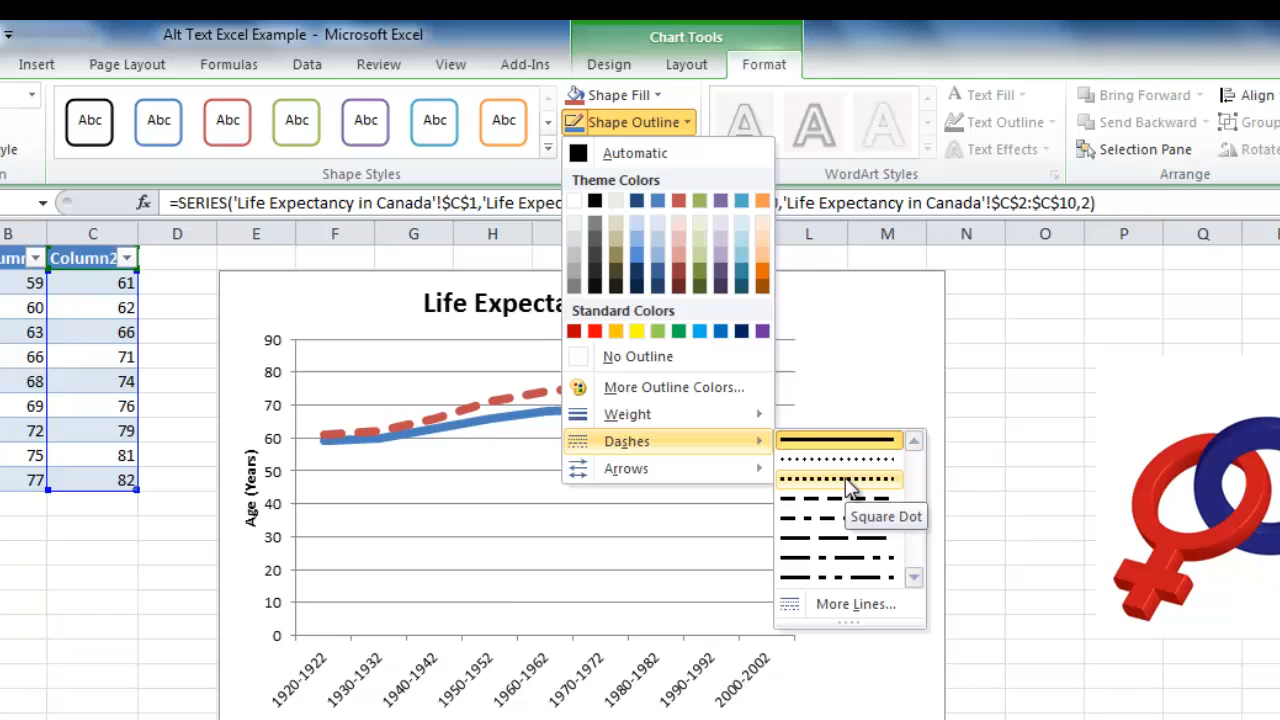 Alt Text Excel Example - Microsoft Excel
Chart Tools
Insert Page Layout Formulas Data Review View Add-Ins Design Layout Format
Abc Abc Abc Abc Abc Abc Abc
Shape Fill
Shape Outline
A A A
A Text Fill
Text Outline
Text Effects
Bring Forward
Send Backward
Selection Pane
Align
Group
Rotate
Shape Styles
WordArt Styles
Arrange
fx =SERIES('Life Expectancy in Canada'!$C$1,'Life Expec 0,'Life Expectancy in Canada'!$C$2:$C$10,2)
B C D E F G H L M N O P Q
Column2
59 61
60 62
63 66
66 71
68 74
69 76
72 79
75 81
77 82
Automatic
Theme Colors
Standard Colors
No Outline
More Outline Colors...
Weight
Dashes
Arrows
Square Dot
More Lines...
Life Expecta
Age (Years)
90
80
70
60
50
40
30
20
10
0
1920-1922
1930-1932
1940-1942
1950-1952
1960-1962
1970-1972
1980-1982
1990-1992
2000-2002